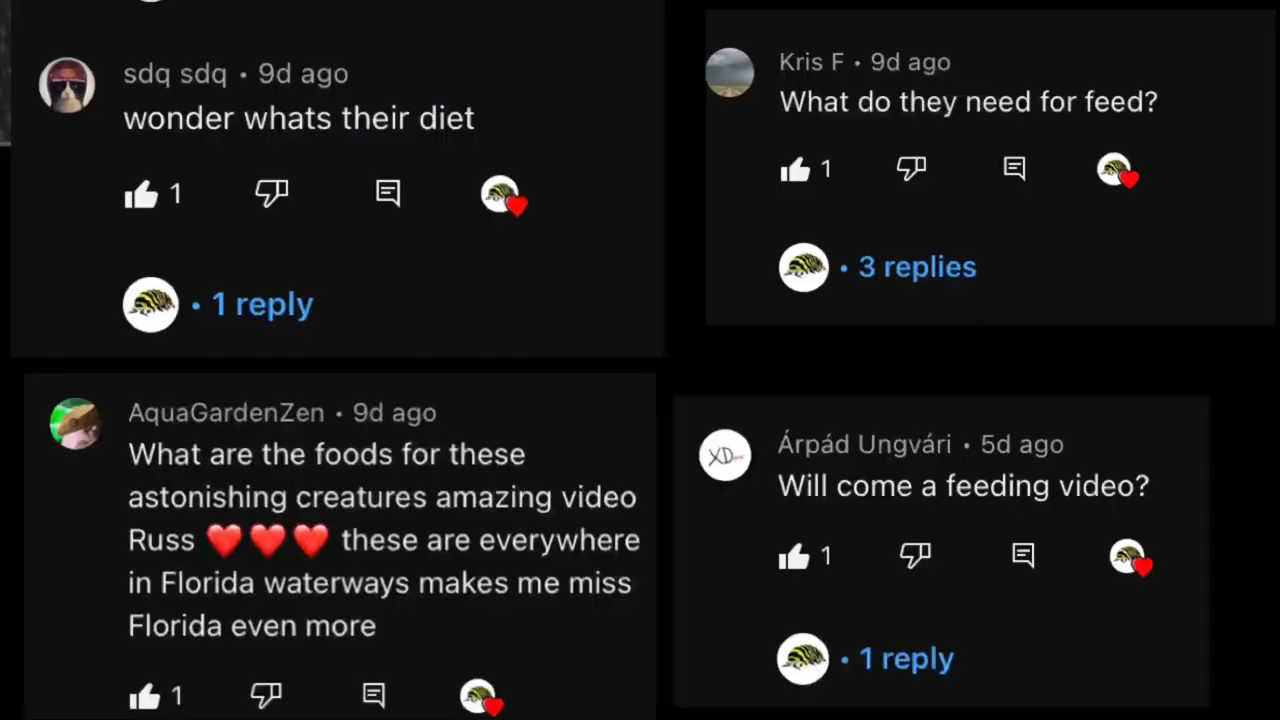 sdq sdq • 9d ago
wonder whats their diet
1
• 1 reply
Kris F • 9d ago
What do they need for feed?
1
• 3 replies
AquaGardenZen • 9d ago
What are the foods for these
astonishing creatures amazing video
Russ ❤️❤️❤️ these are everywhere
in Florida waterways makes me miss
Florida even more
1
Árpád Ungvári • 5d ago
XD
Will come a feeding video?
1
• 1 reply